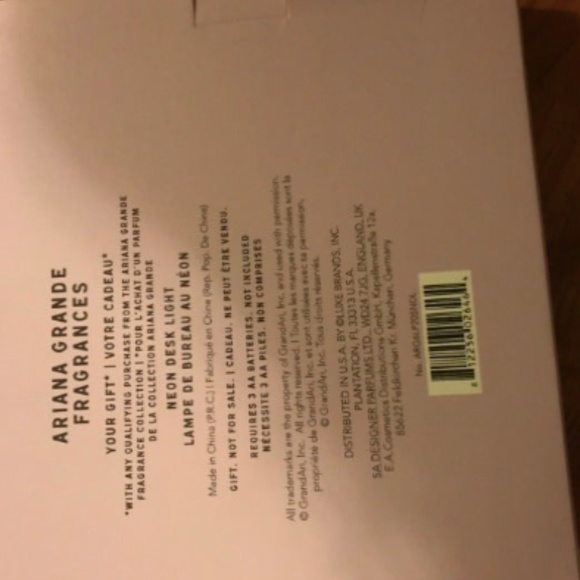 ARIANA GRANDE
FRAGRANCES
YOUR GIFT* | VOTRE CADEAU*
*WITH ANY QUALIFYING PURCHASE FROM THE ARIANA GRANDE
FRAGRANCE COLLECTION | *POUR L'ACHAT D'UN PARFUM
DE LA COLLECTION ARIANA GRANDE
NEON DESK LIGHT
LAMPE DE BUREAU AU NÉON
Made in China (P.R.C.) | Fabriqué en Chine (Rep. Pop. De Chine)
GIFT. NOT FOR SALE. | CADEAU. NE PEUT ÊTRE VENDU.
REQUIRES 3 AA BATTERIES. NOT INCLUDED
NÉCESSITE 3 AA PILES. NON COMPRISES
All trademarks are the property of GrandAri, Inc. and used with permission.
© GrandAri, Inc. All rights reserved. | Toutes les marques déposées sont la
propriété de GrandAri, Inc. et sont utilisées avec sa permission.
© GrandAri, Inc. Tous droits réservés.
DISTRIBUTED IN U.S.A. BY ©LUXE BRANDS, INC.
PLANTATION, FL 33313 U.S.A.
SA DESIGNER PARFUMS LTD., WD24 7JG, ENGLAND, UK
E.A. Cosmetics Distributions GmbH, Kapellenstraße 12a,
85622 Feldkirchen Kr. München, Germany